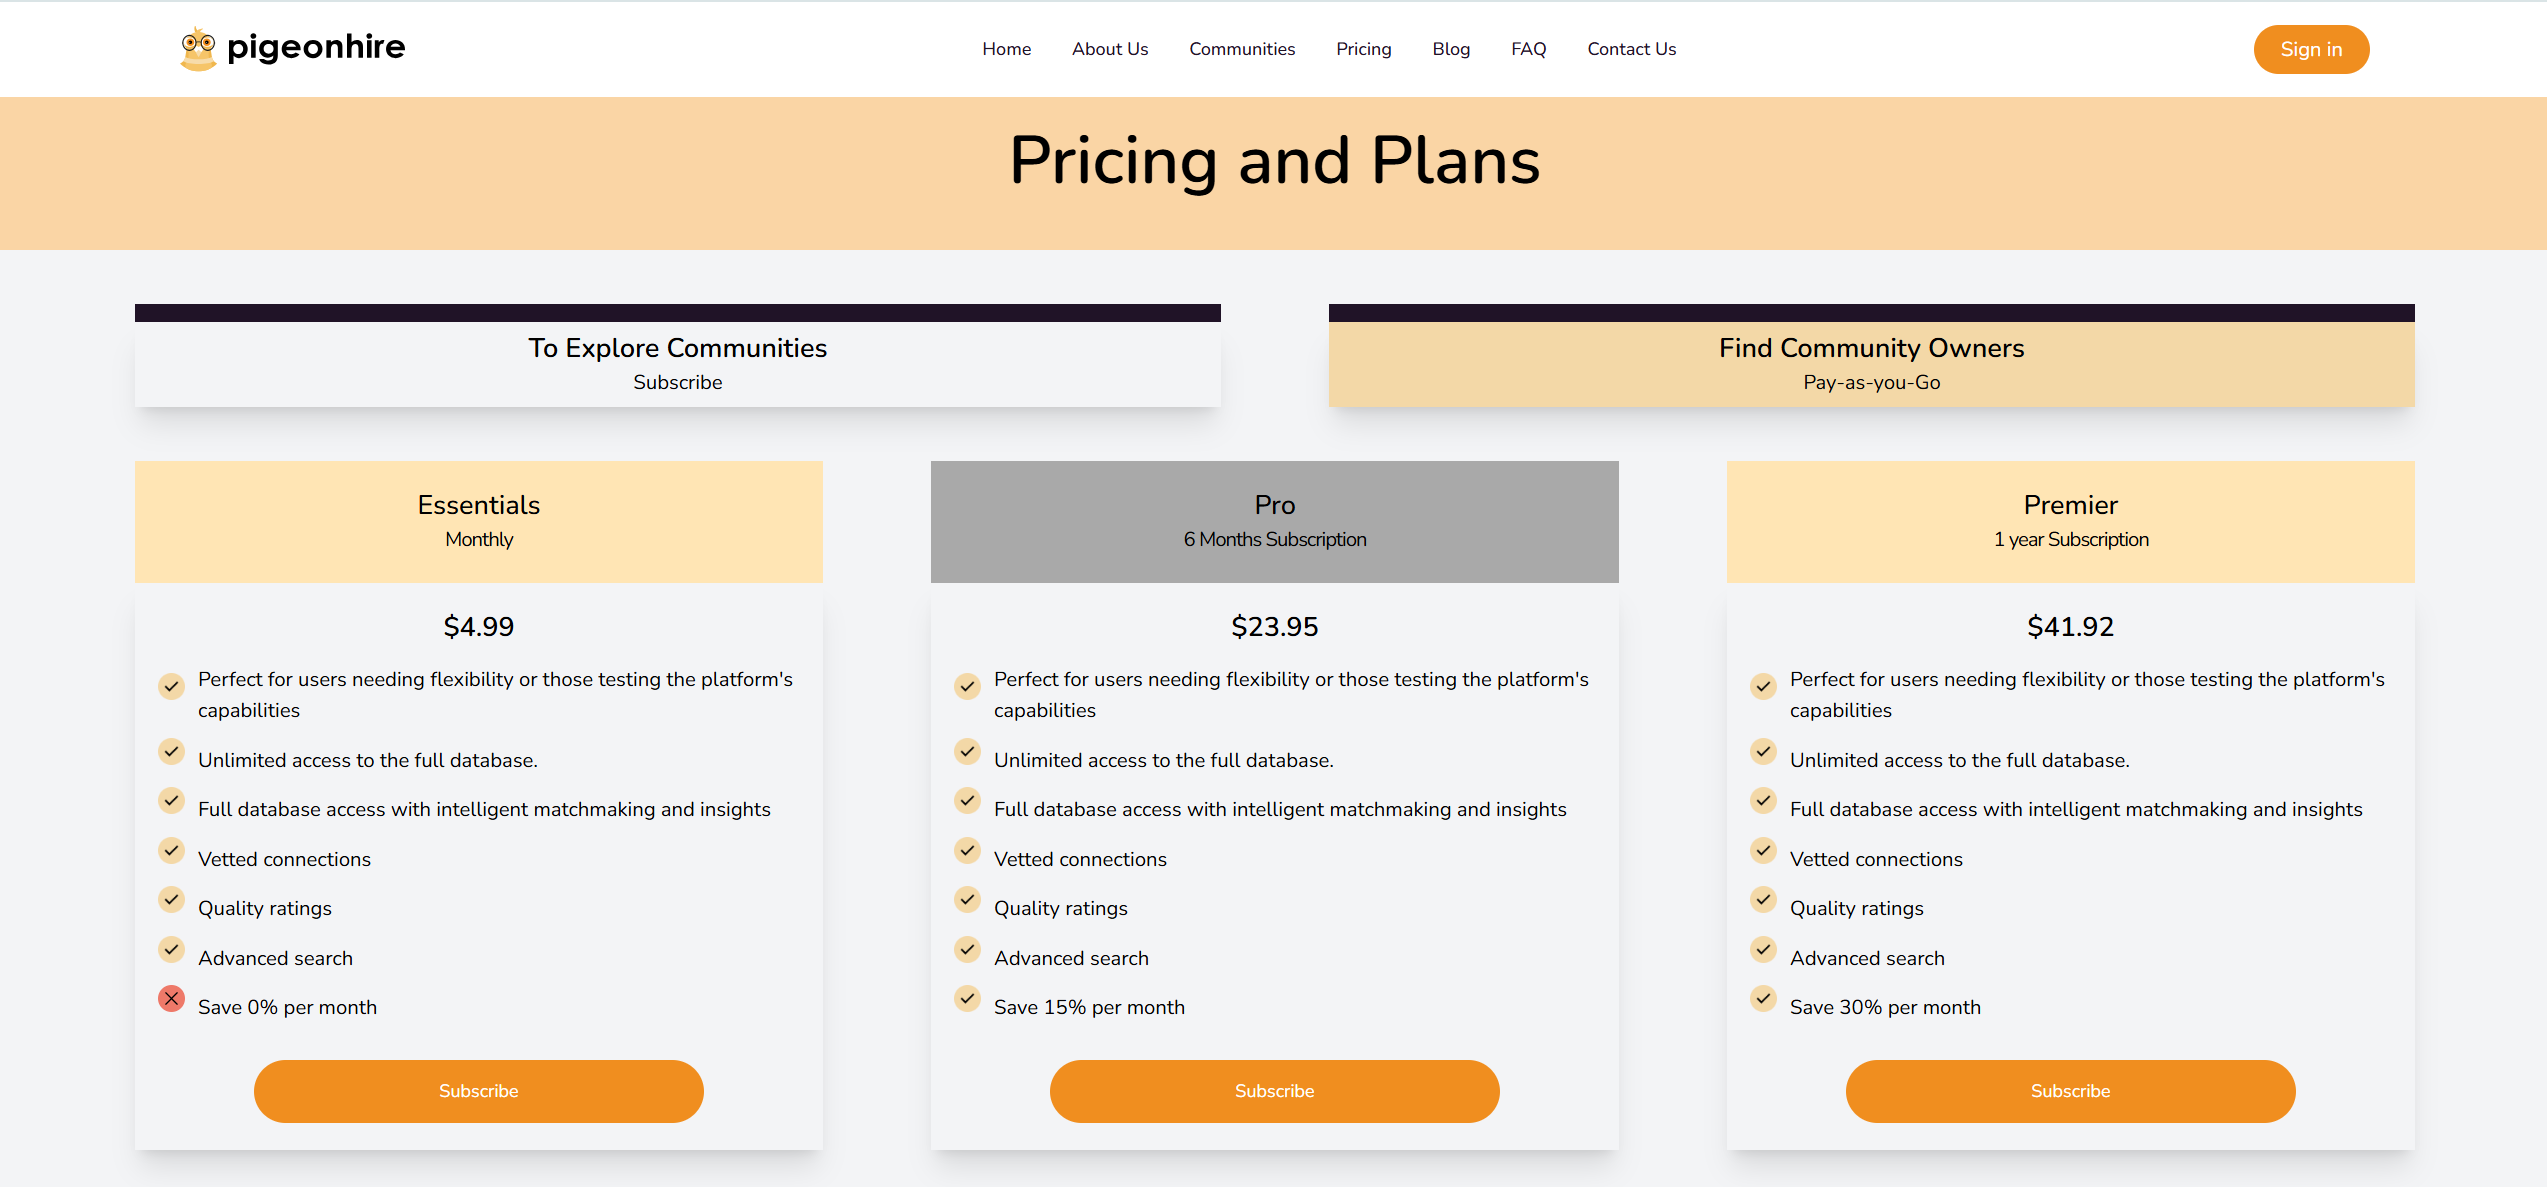 pigeonhire
Home About Us Communities Pricing Blog FAQ Contact Us
Sign in
Pricing and Plans
To Explore Communities
Subscribe
Find Community Owners
Pay-as-you-Go
Essentials
Monthly
$4.99
Perfect for users needing flexibility or those testing the platform's
capabilities
Unlimited access to the full database.
Full database access with intelligent matchmaking and insights
Vetted connections
Quality ratings
Advanced search
Save 0% per month
Subscribe
Pro
6 Months Subscription
$23.95
Perfect for users needing flexibility or those testing the platform's
capabilities
Unlimited access to the full database.
Full database access with intelligent matchmaking and insights
Vetted connections
Quality ratings
Advanced search
Save 15% per month
Subscribe
Premier
1 year Subscription
$41.92
Perfect for users needing flexibility or those testing the platform's
capabilities
Unlimited access to the full database.
Full database access with intelligent matchmaking and insights
Vetted connections
Quality ratings
Advanced search
Save 30% per month
Subscribe